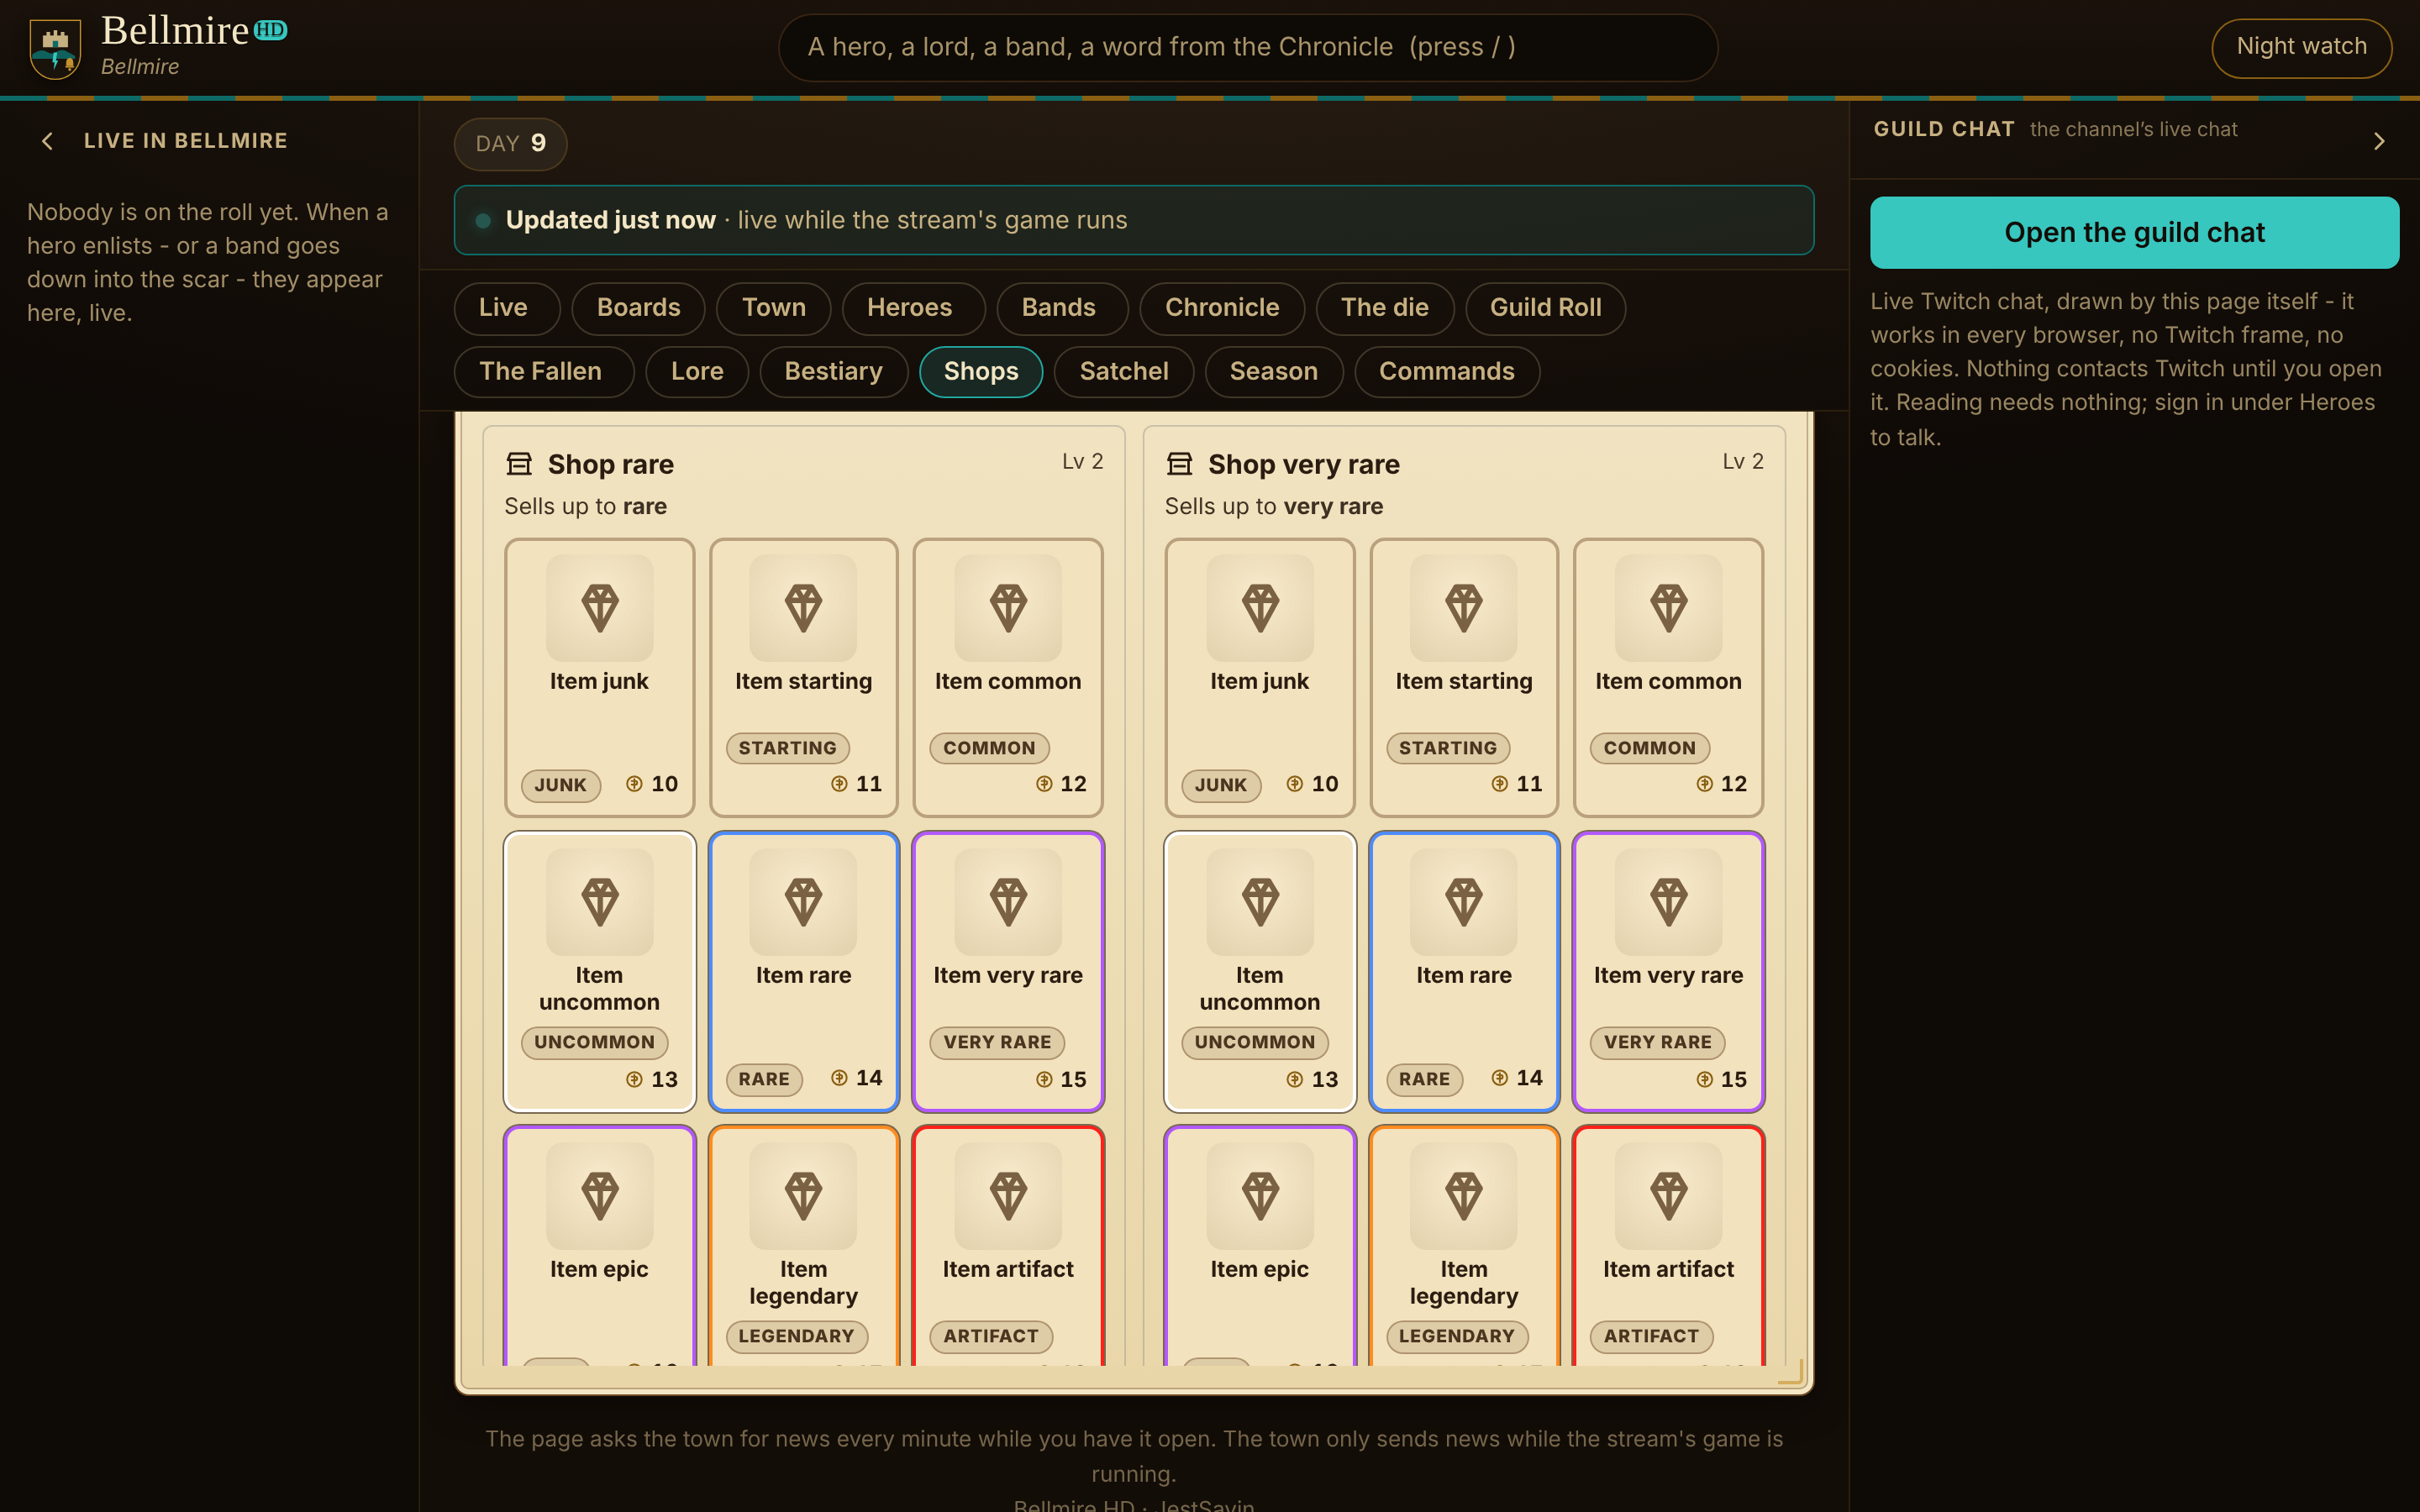 Bellmire HD
Bellmire
A hero, a lord, a band, a word from the Chronicle (press / )
Night watch
LIVE IN BELLMIRE
Nobody is on the roll yet. When a
hero enlists - or a band goes
down into the scar - they appear
here, live.
DAY 9
Updated just now · live while the stream's game runs
Live
Boards
Town
Heroes
Bands
Chronicle
The die
Guild Roll
The Fallen
Lore
Bestiary
Shops
Satchel
Season
Commands
Shop rare
Lv 2
Sells up to rare
Item junk
Item starting
Item common
JUNK 10
STARTING
11
COMMON
12
Item
uncommon
UNCOMMON
13
Item rare
RARE 14
Item very rare
VERY RARE
15
Item epic
Item
legendary
LEGENDARY
Item artifact
ARTIFACT
Shop very rare
Lv 2
Sells up to very rare
Item junk
Item starting
Item common
JUNK 10
STARTING
11
COMMON
12
Item
uncommon
UNCOMMON
13
Item rare
RARE 14
Item very rare
VERY RARE
15
Item epic
Item
legendary
LEGENDARY
Item artifact
ARTIFACT
The page asks the town for news every minute while you have it open. The town only sends news while the stream's game is
running.
Bellmire HD · JestSavin
GUILD CHAT the channel’s live chat
Open the guild chat
Live Twitch chat, drawn by this page itself - it
works in every browser, no Twitch frame, no
cookies. Nothing contacts Twitch until you open
it. Reading needs nothing; sign in under Heroes
to talk.